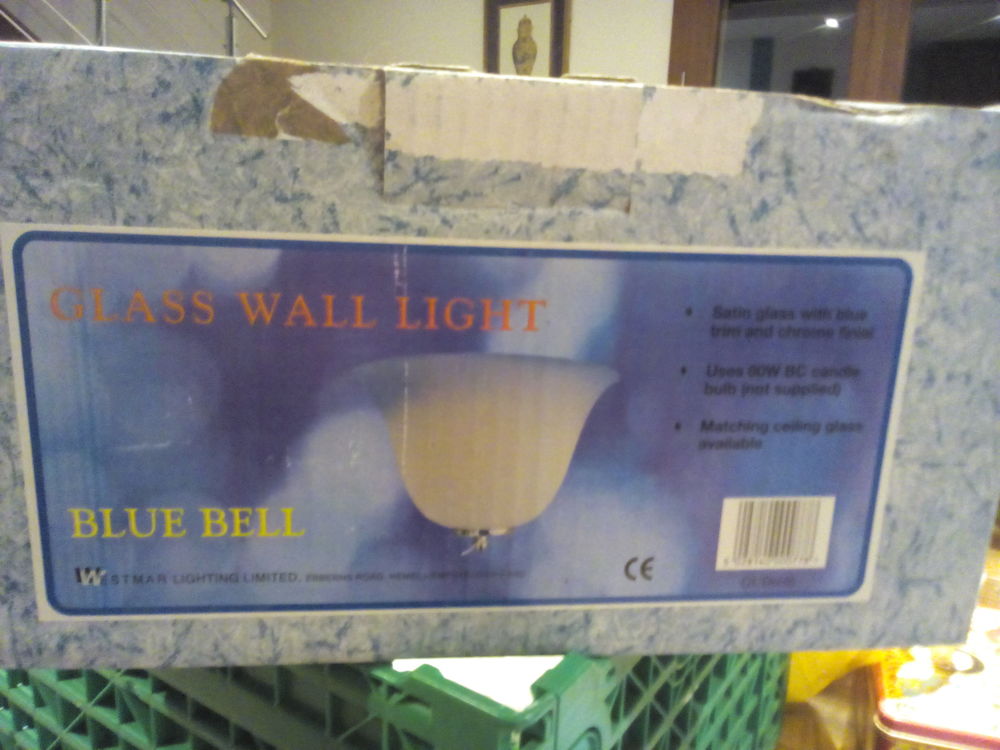 GLASS WALL LIGHT
• Satin glass with blue
trim and chrome finial
• Uses 60W BC candle
bulb (not supplied)
• Matching ceiling glass
available
BLUE BELL
WESTMAR LIGHTING LIMITED,
CE